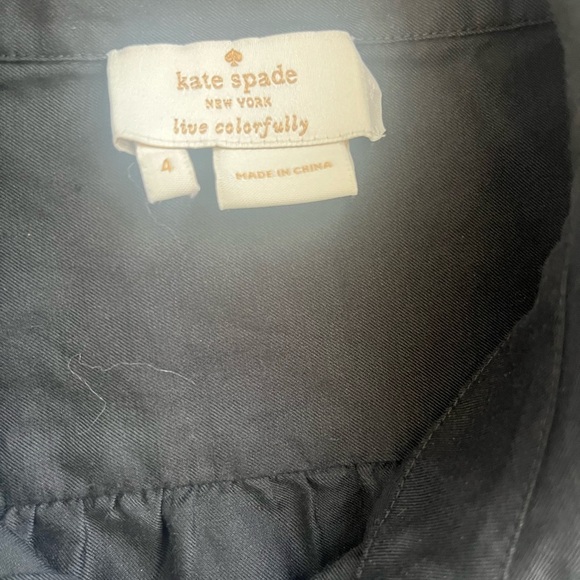 kate spade
NEW YORK
live colorfully
4
MADE IN CHINA